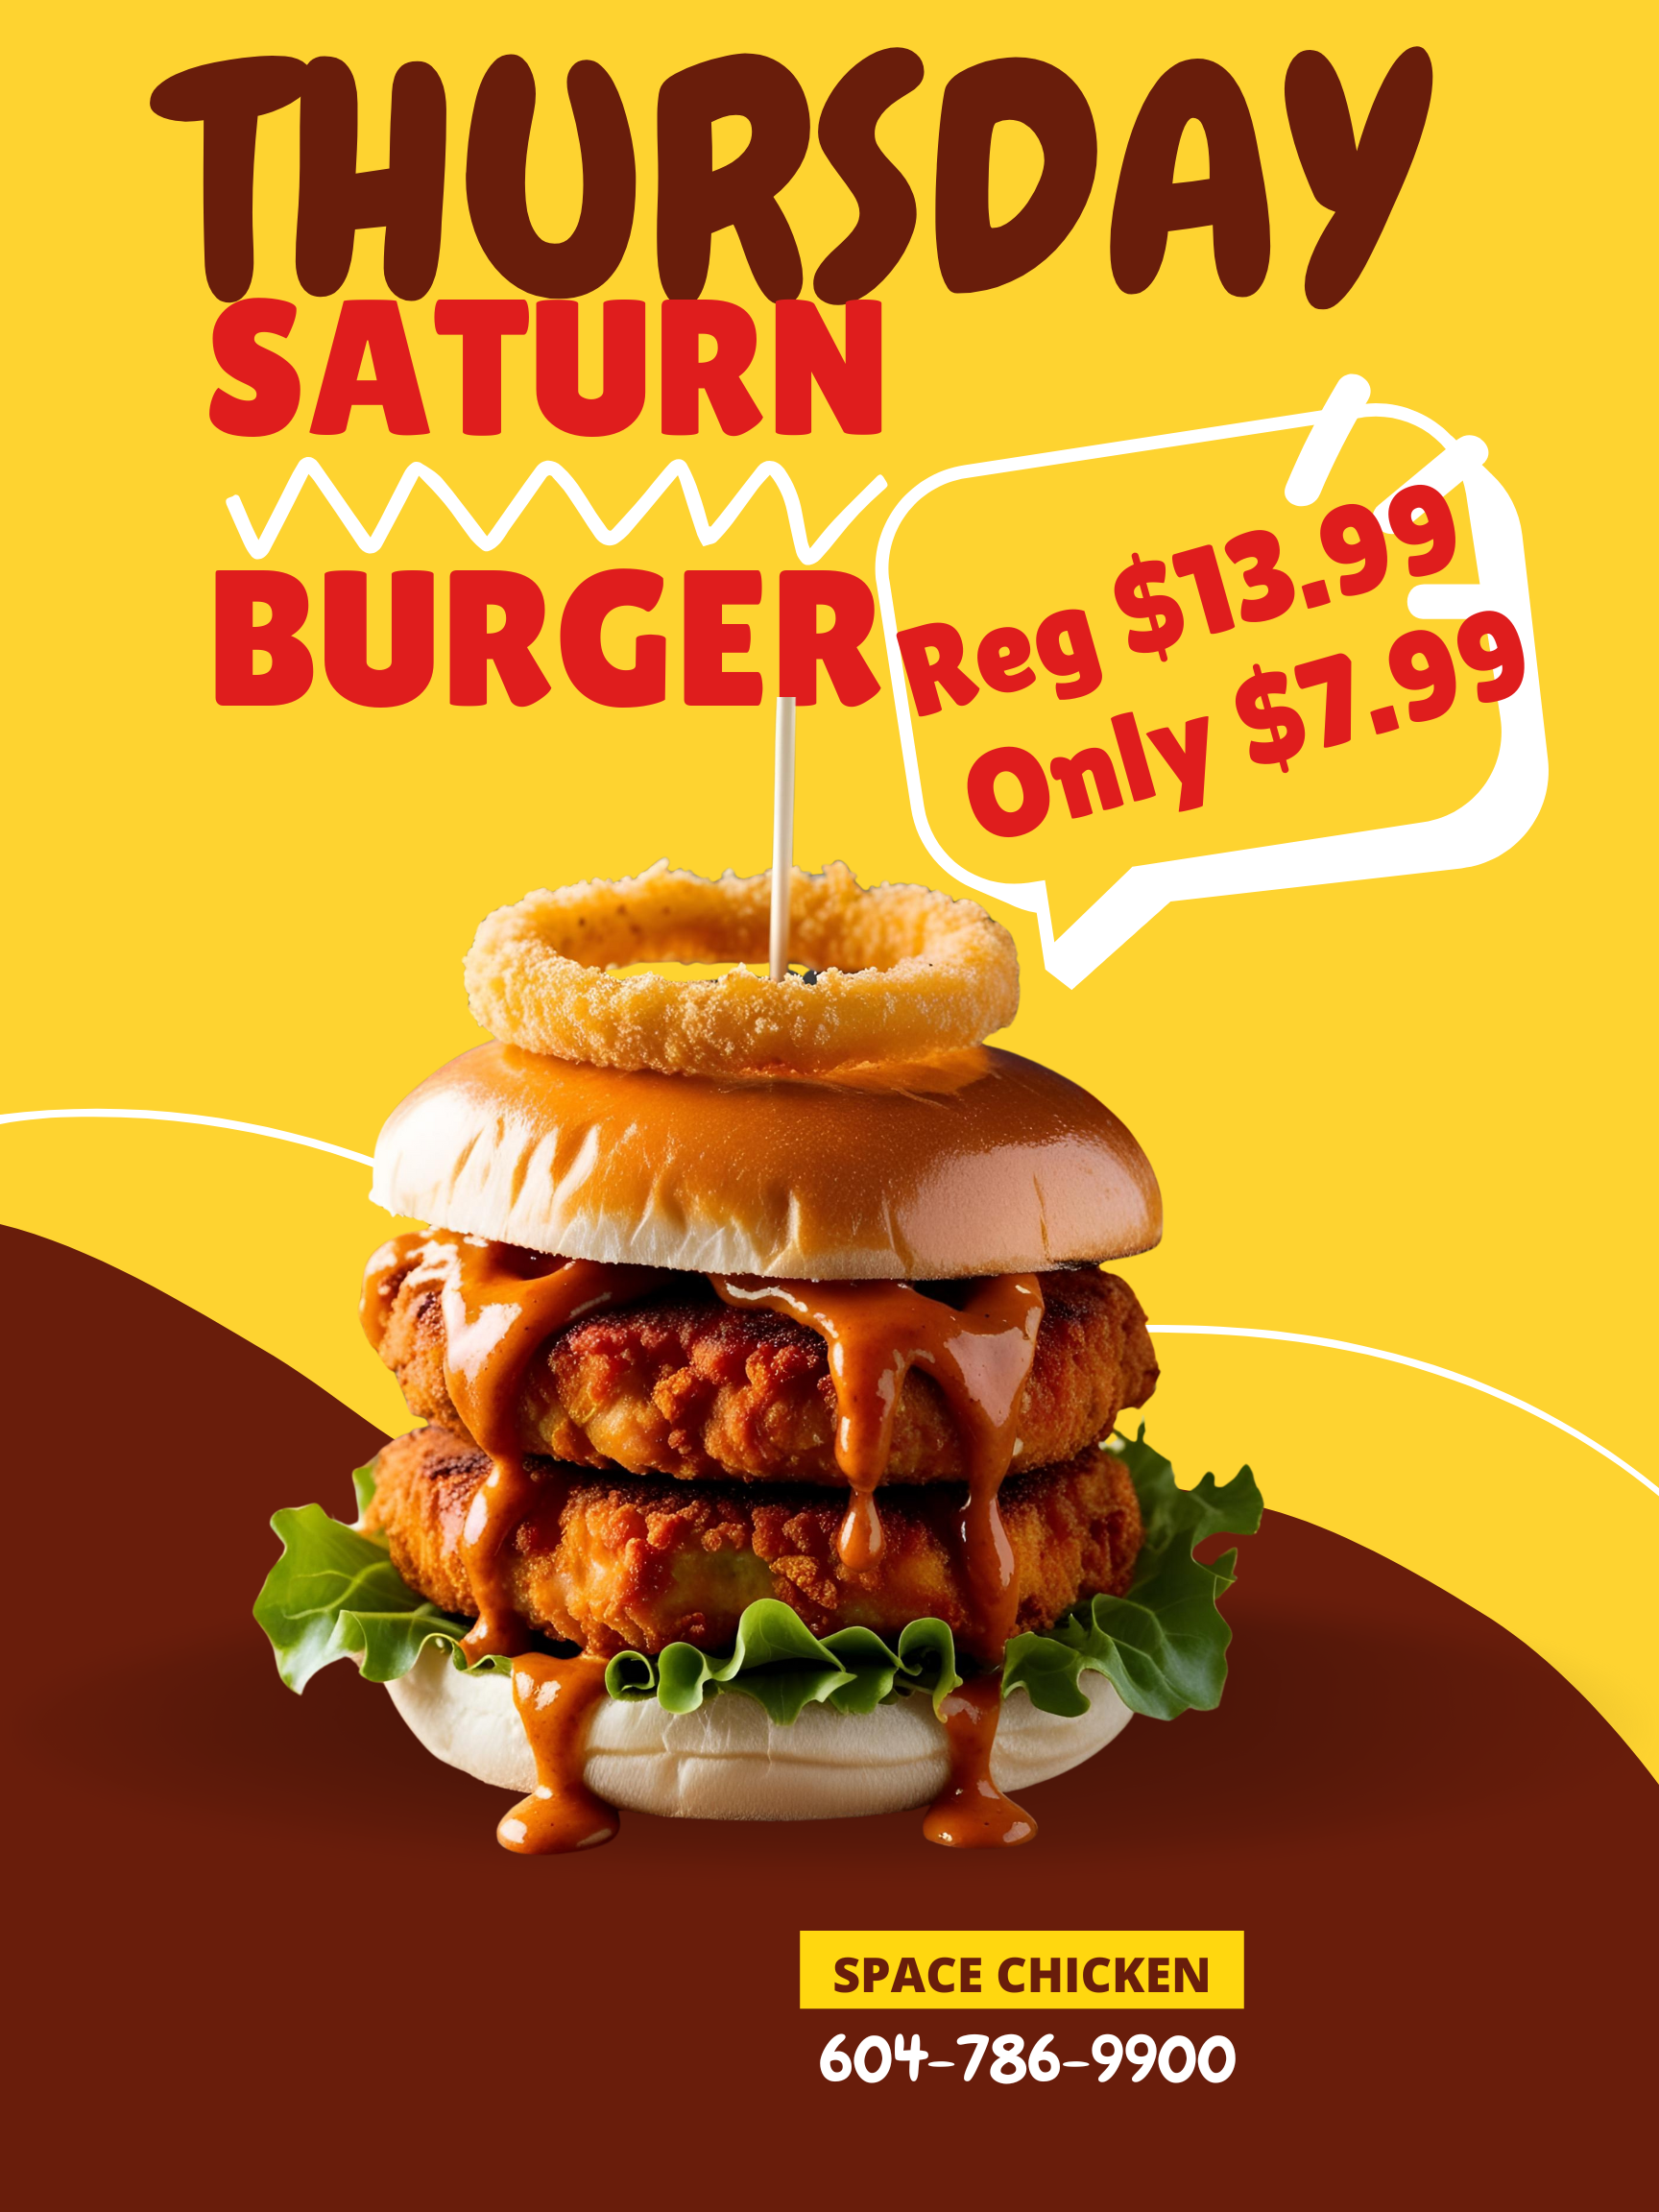 THURSDAY
SATURN
BURGER
Reg $13.99
Only $7.99
SPACE CHICKEN
604-786-9900